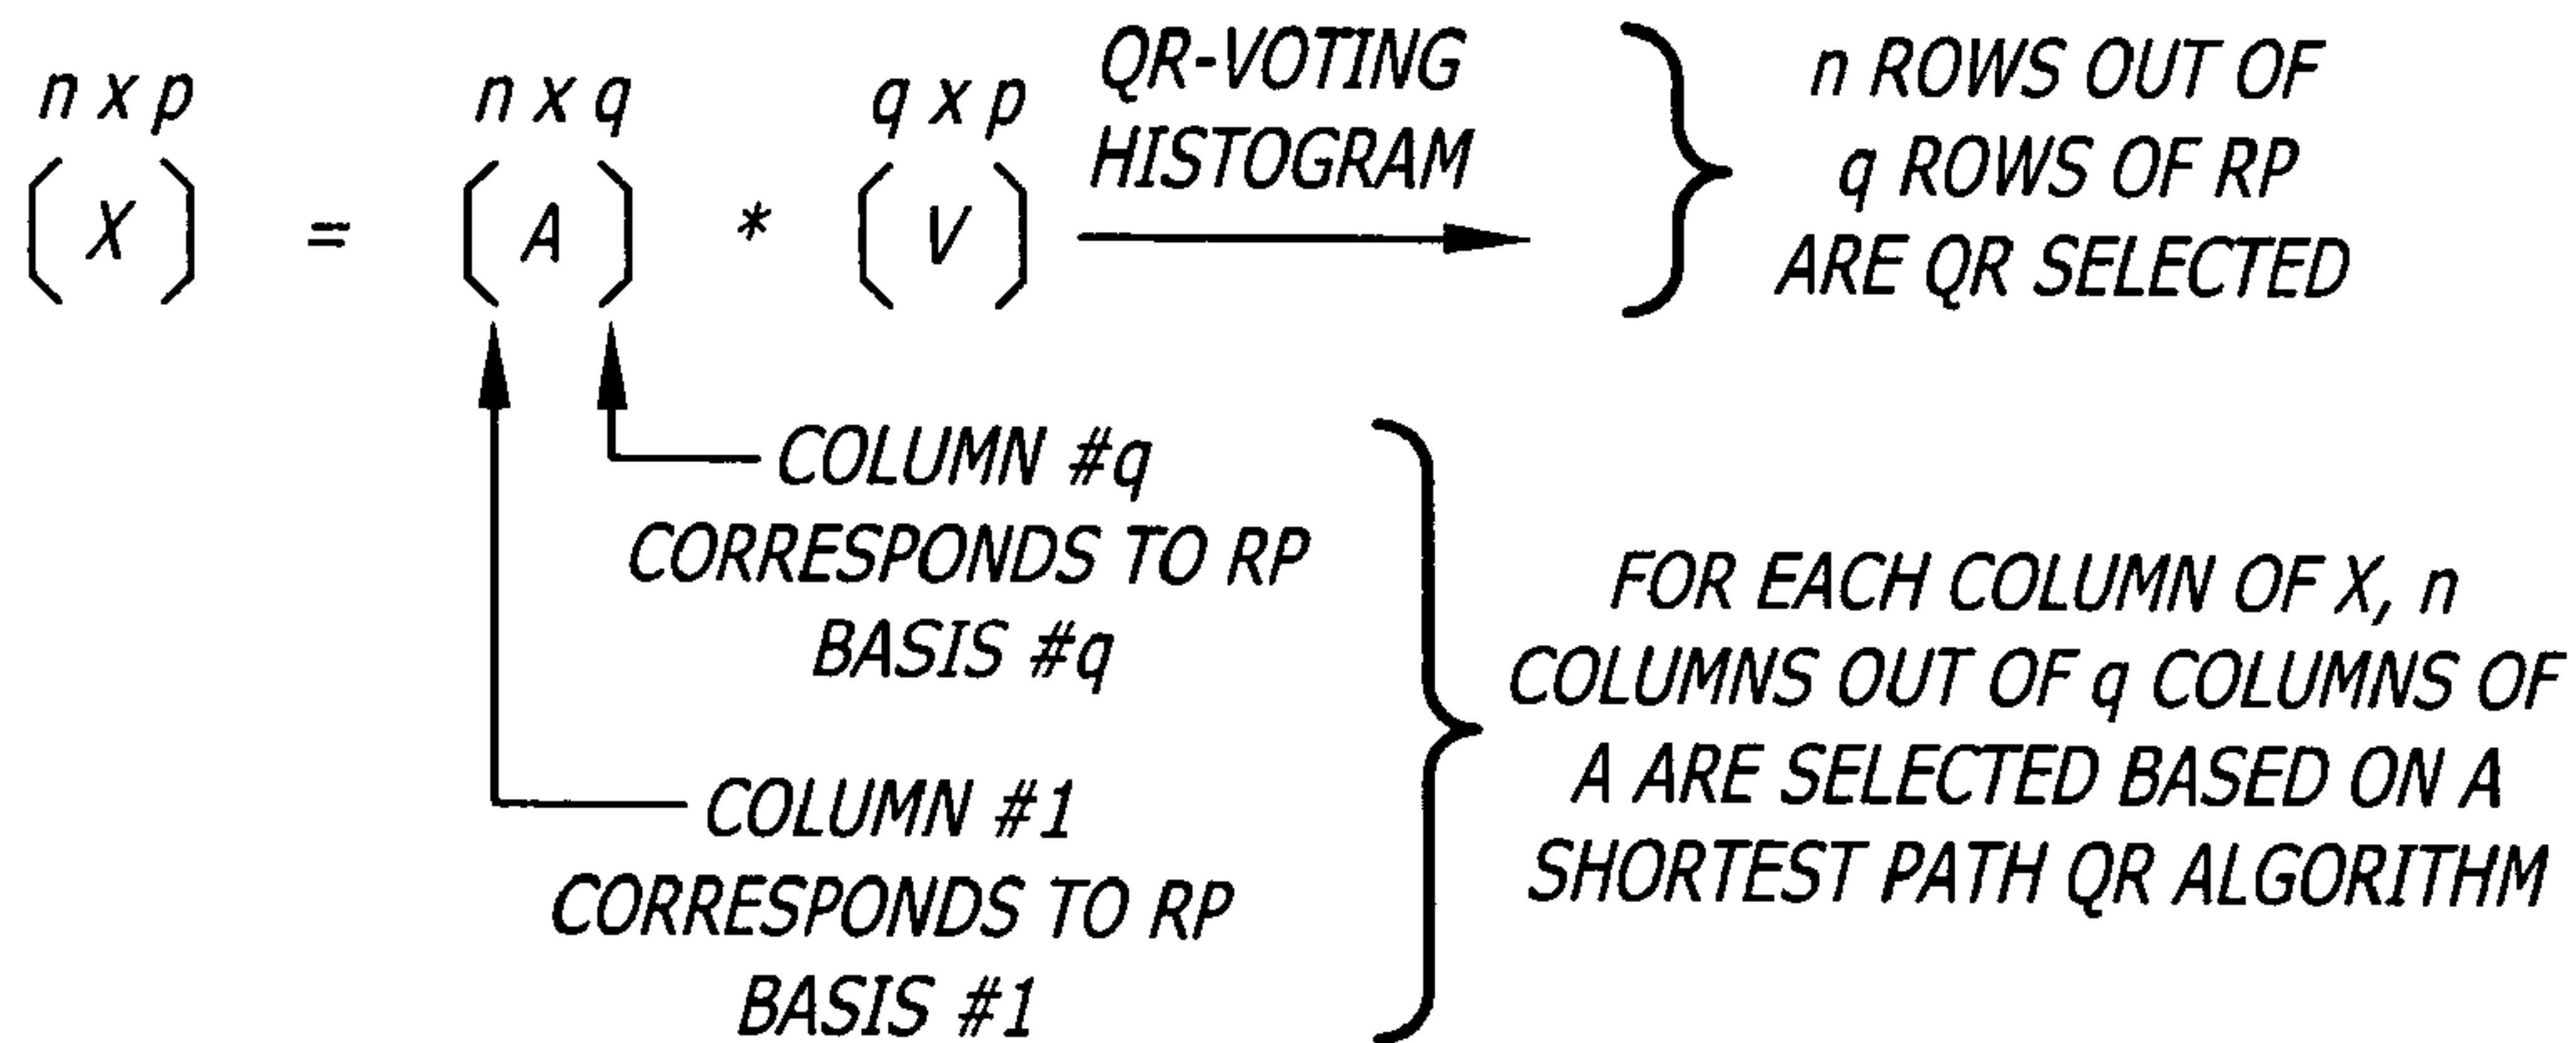 n x p
n x q
q x p
( X ) = ( A ) * ( V )
QR-VOTING
HISTOGRAM
n ROWS OUT OF
q ROWS OF RP
ARE QR SELECTED
COLUMN #q
CORRESPONDS TO RP
BASIS #q
COLUMN #1
CORRESPONDS TO RP
BASIS #1
FOR EACH COLUMN OF X, n
COLUMNS OUT OF q COLUMNS OF
A ARE SELECTED BASED ON A
SHORTEST PATH QR ALGORITHM